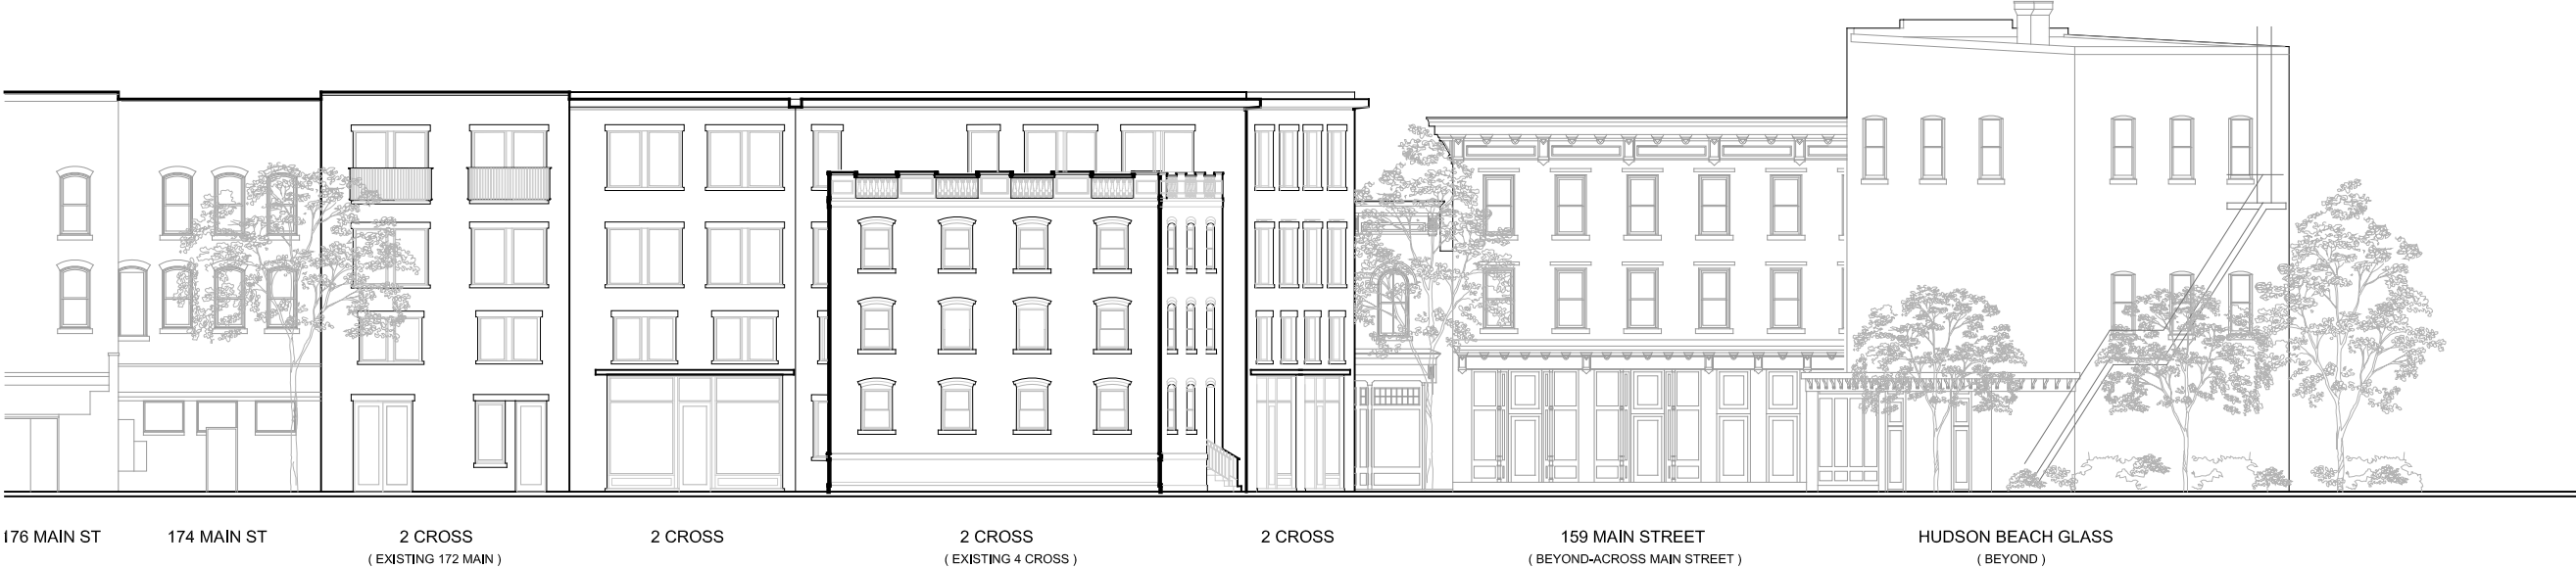 176 MAIN ST
174 MAIN ST
2 CROSS
( EXISTING 172 MAIN )
2 CROSS
2 CROSS
( EXISTING 4 CROSS )
2 CROSS
159 MAIN STREET
( BEYOND-ACROSS MAIN STREET )
HUDSON BEACH GLASS
( BEYOND )